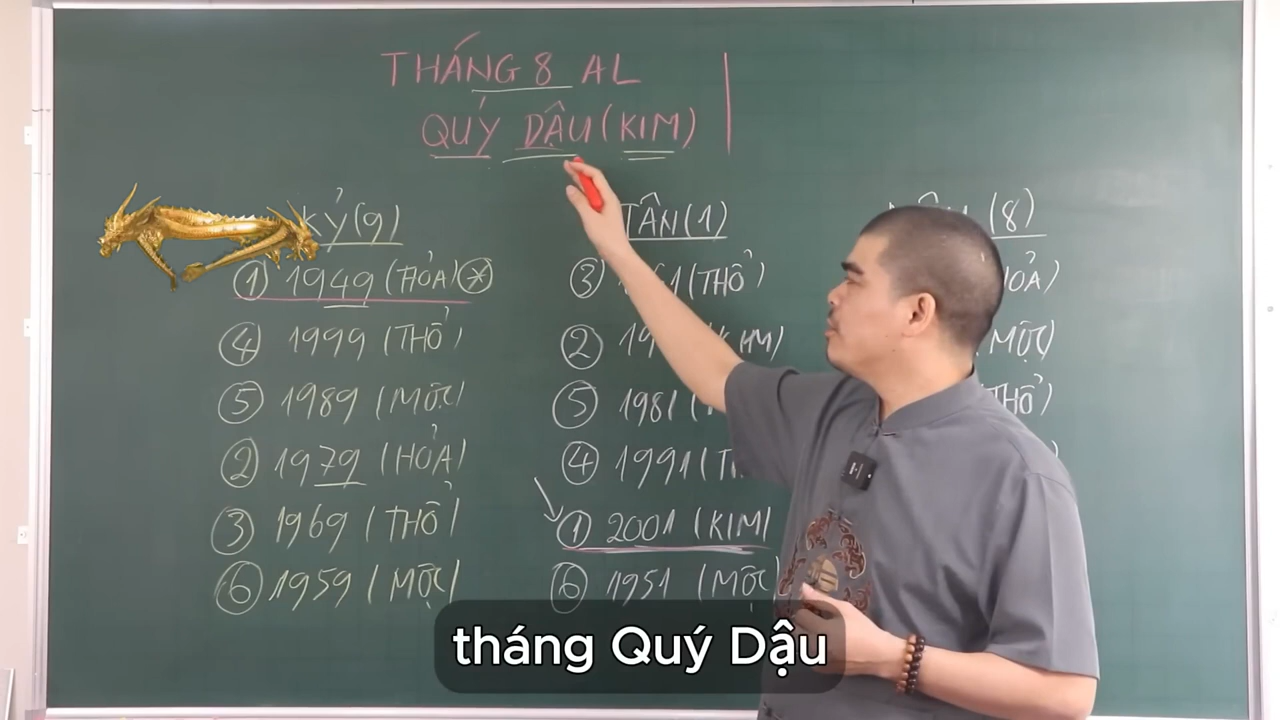 THÁNG 8 AL
QUÝ DẬU (KIM)
KỶ (9)
① 1949 (HỎA) *
④ 1999 (THỔ)
⑤ 1989 (MỘC)
② 1979 (HỎA)
③ 1969 (THỔ)
⑥ 1959 (MỘC)
TÂN (1)
③ 1961 (THỔ)
② (KIM)
⑤ 1981
④ 1991
① 2001 (KIM)
⑥ 1951 (MỘC)
(8)
MỘC)
THỔ)
tháng Quý Dậu